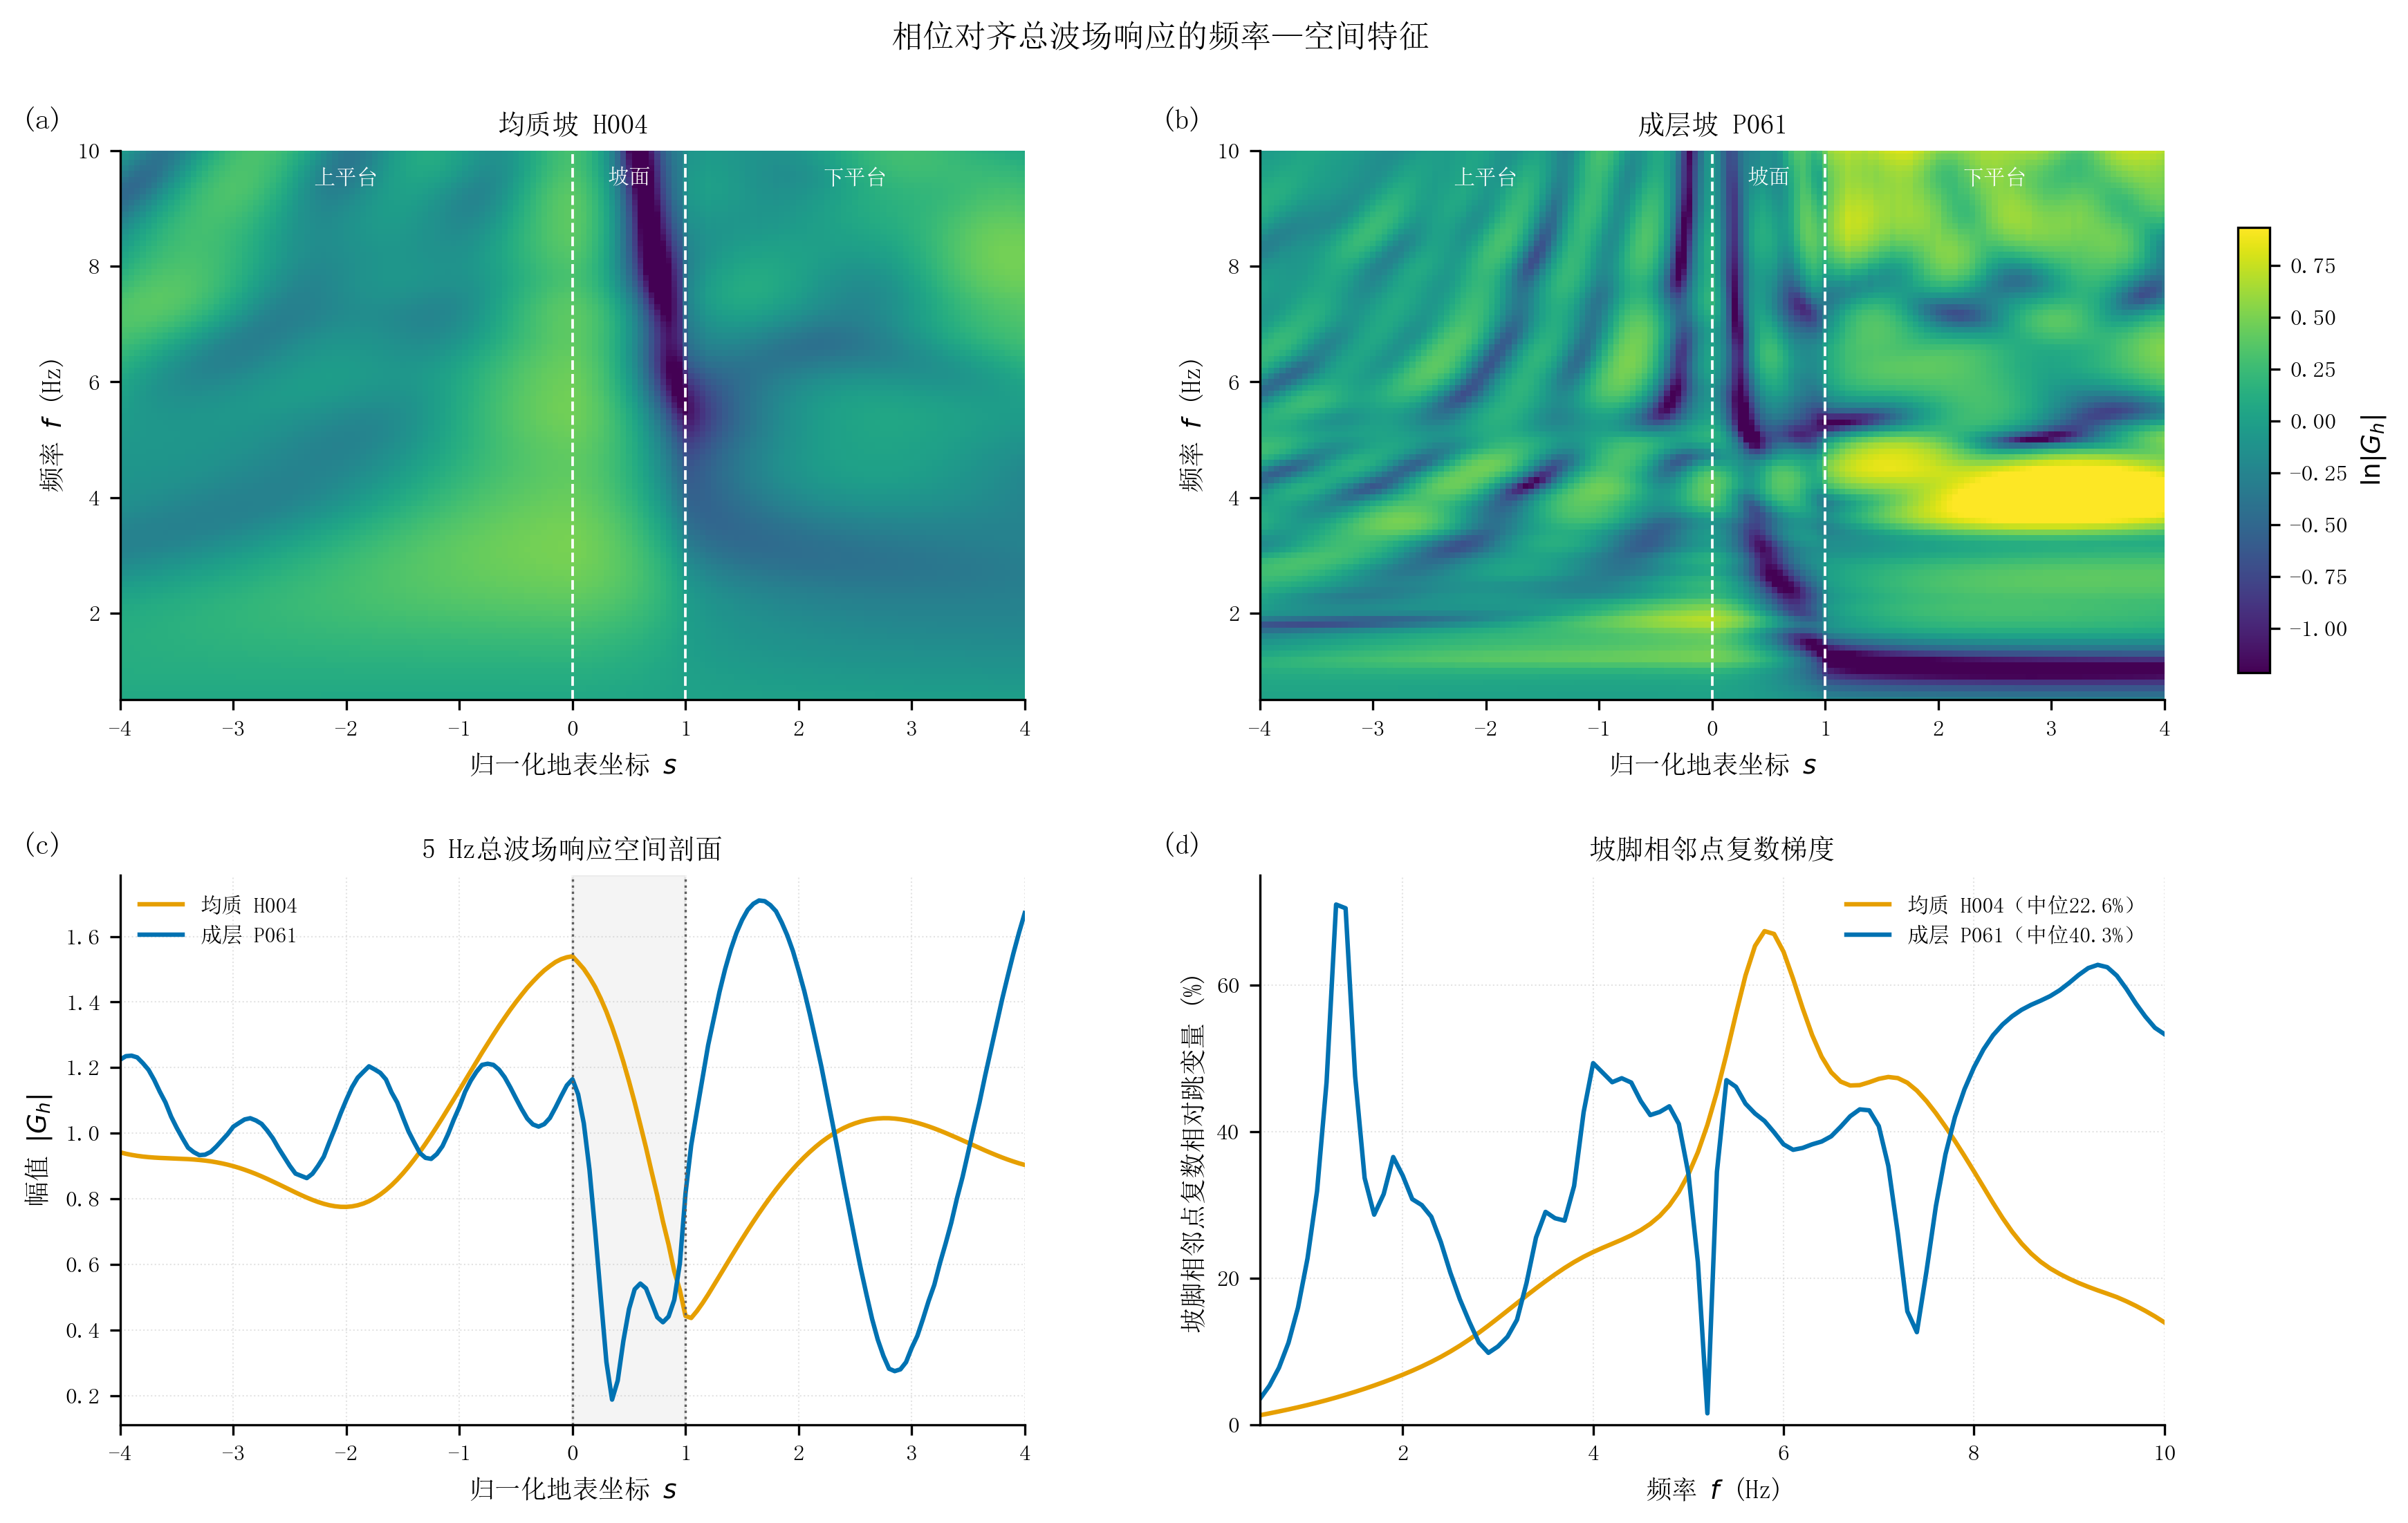 相位对齐总波场响应的频率—空间特征
(a)
均质坡 H004
上平台
坡面
下平台
10
8
6
4
2
频率 f (Hz)
−4 −3 −2 −1 0 1 2 3 4
归一化地表坐标 s
(b)
成层坡 P061
上平台
坡面
下平台
10
8
6
4
2
频率 f (Hz)
−4 −3 −2 −1 0 1 2 3 4
归一化地表坐标 s
0.75
0.50
0.25
0.00
−0.25
−0.50
−0.75
−1.00
ln|Gₕ|
(c)
5 Hz总波场响应空间剖面
均质 H004
成层 P061
1.6
1.4
1.2
1.0
0.8
0.6
0.4
0.2
幅值 |Gₕ|
−4 −3 −2 −1 0 1 2 3 4
归一化地表坐标 s
(d)
坡脚相邻点复数梯度
均质 H004（中位22.6%）
成层 P061（中位40.3%）
60
40
20
0
坡脚相邻点复数相对跳变量 (%)
2 4 6 8 10
频率 f (Hz)